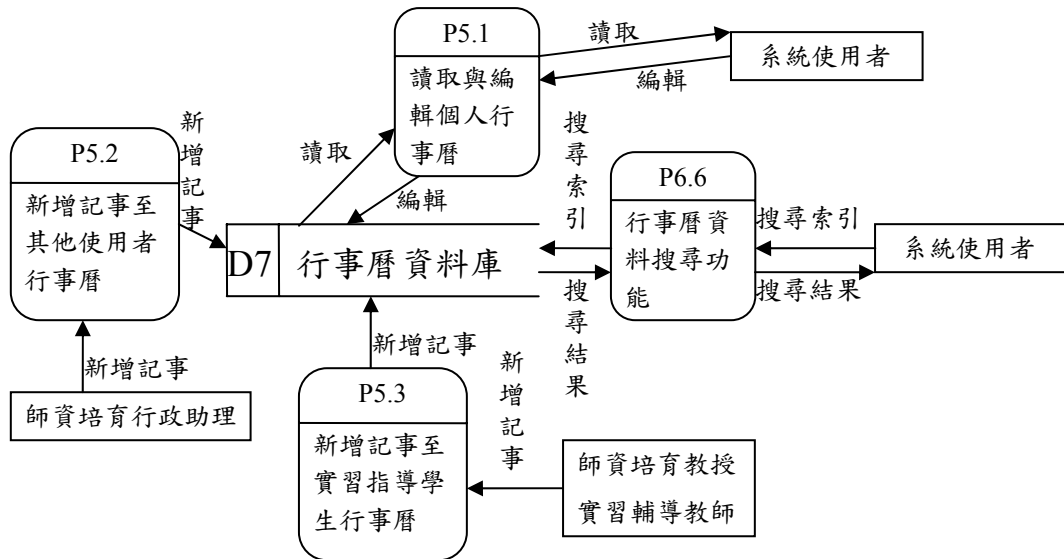 P5.1
讀取與編
輯個人行
事曆
讀取
編輯
系統使用者
P5.2
新增記事至
其他使用者
行事曆
新增記事
讀取
編輯
搜尋索引
P6.6
行事曆資
料搜尋功
能
搜尋索引
搜尋結果
系統使用者
D7 行事曆資料庫
搜尋結果
新增記事
師資培育行政助理
新增記事
P5.3
新增記事至
實習指導學
生行事曆
新增記事
師資培育教授
實習輔導教師